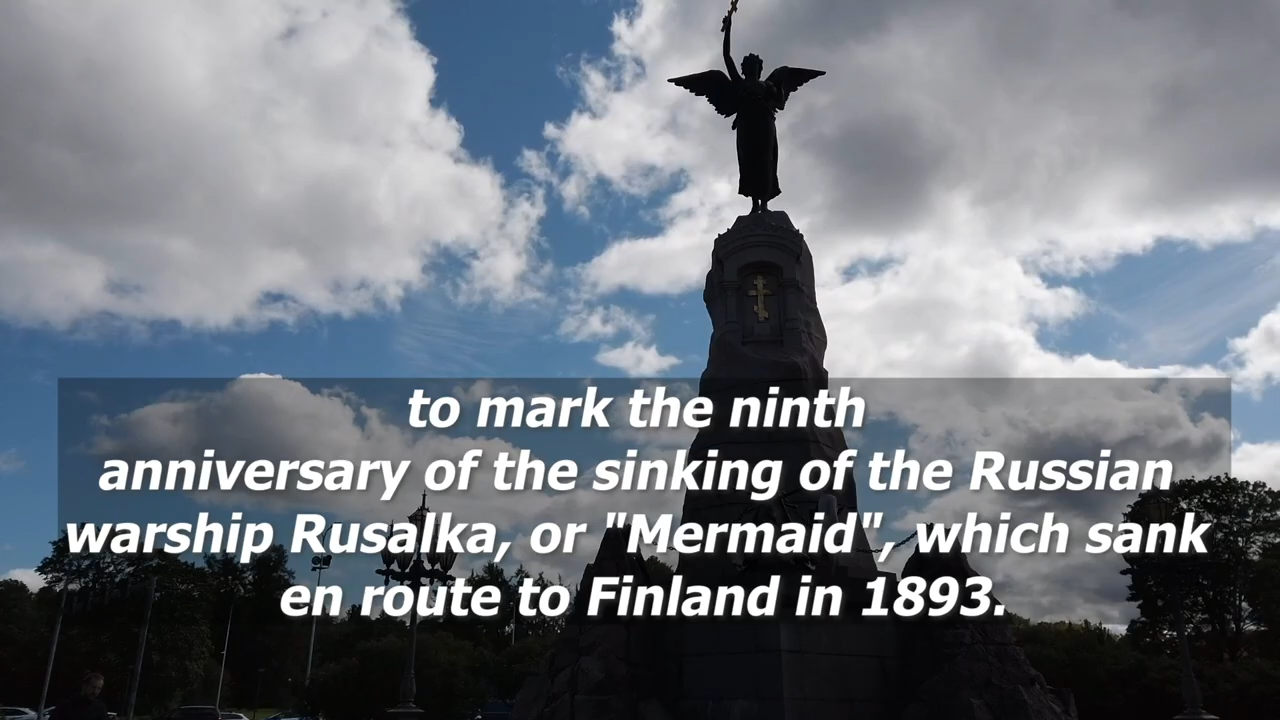 to mark the ninth
anniversary of the sinking of the Russian
warship Rusalka, or "Mermaid", which sank
en route to Finland in 1893.